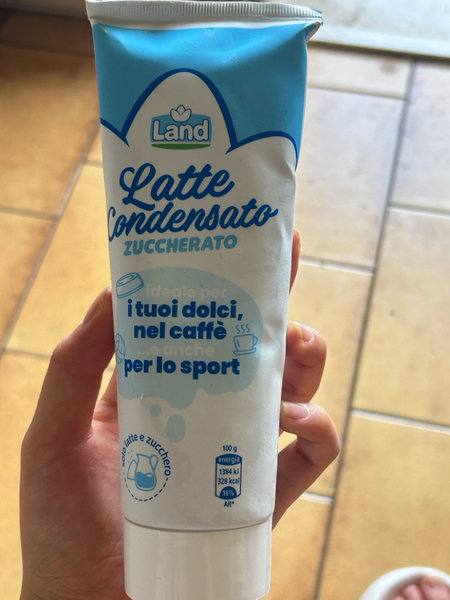 Land
Latte
Condensato
ZUCCHERATO
ideale per
i tuoi dolci,
nel caffè
...e anche
per lo sport
solo latte e zucchero
100 g
energia
1384 kJ
328 kcal
16%
AR*